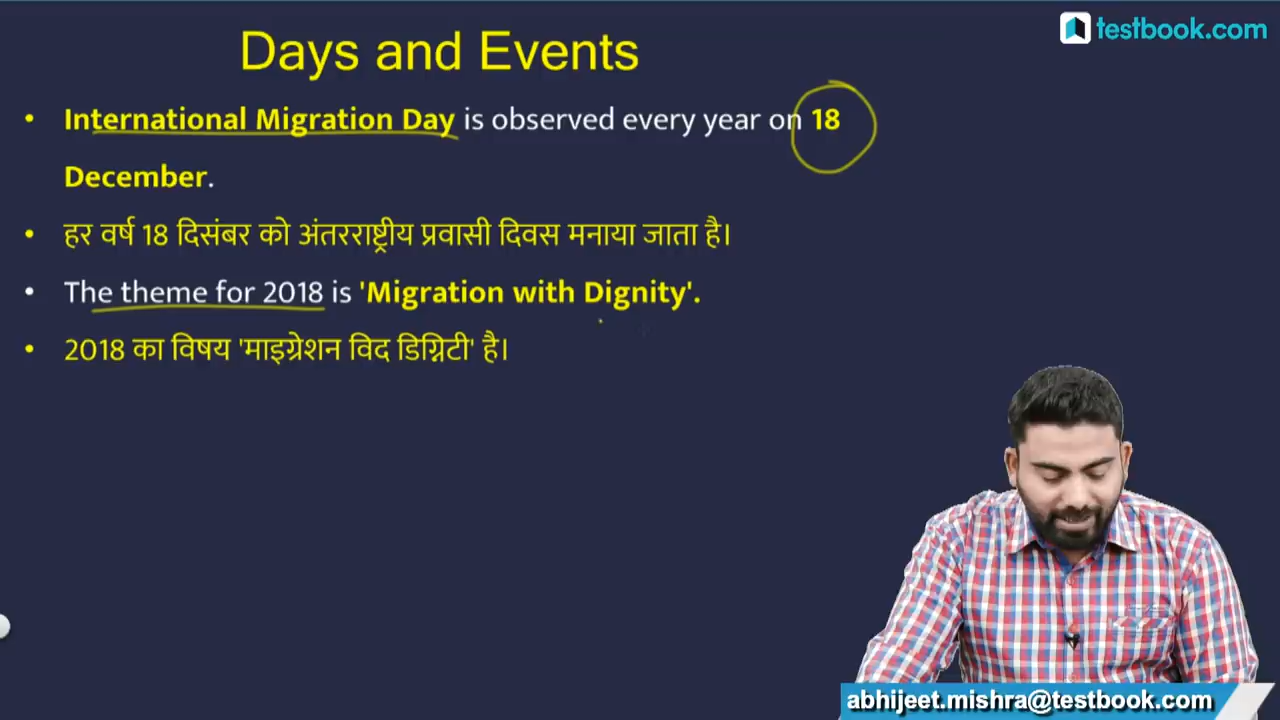 testbook.com
Days and Events
• International Migration Day is observed every year on 18
December.
• हर वर्ष 18 दिसंबर को अंतरराष्ट्रीय प्रवासी दिवस मनाया जाता है।
• The theme for 2018 is 'Migration with Dignity'.
• 2018 का विषय 'माइग्रेशन विद डिग्निटी' है।
abhijeet.mishra@testbook.com